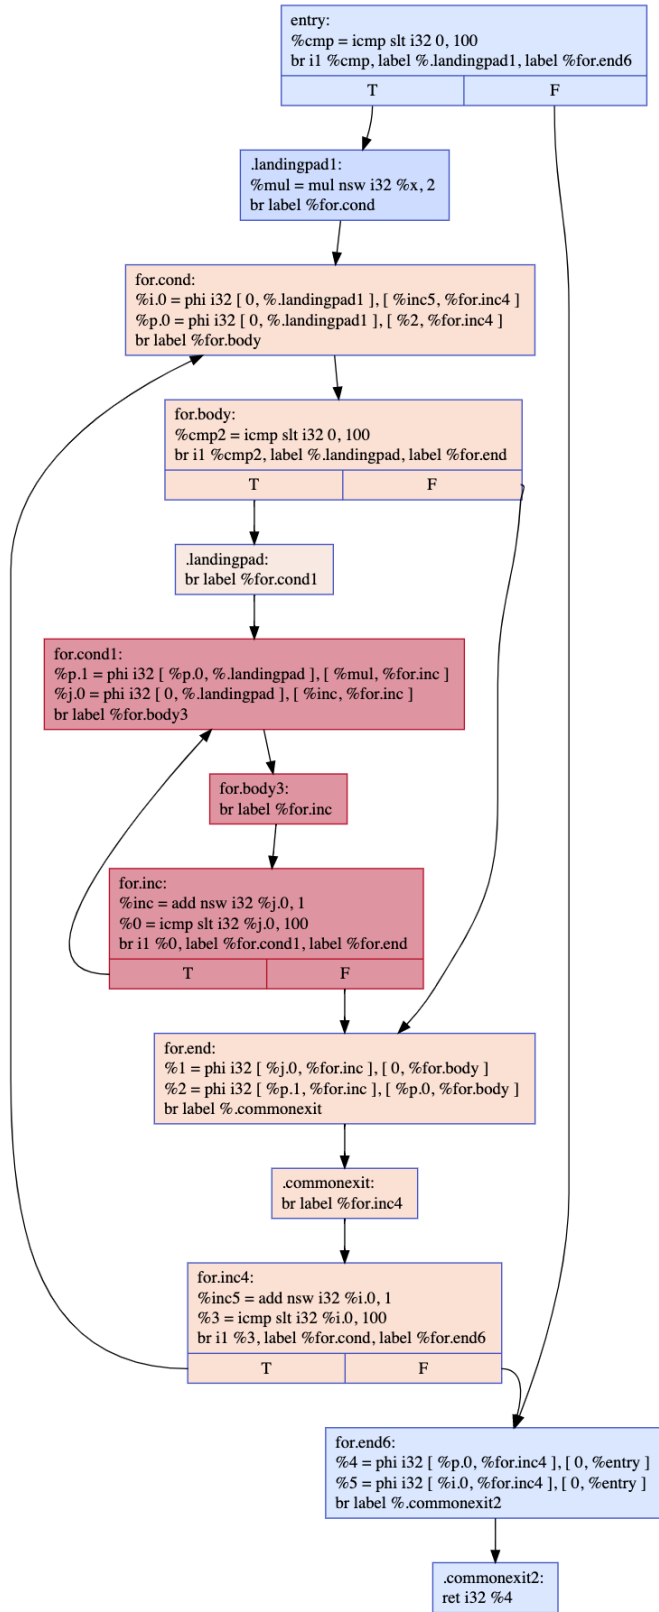 entry:
%cmp = icmp slt i32 0, 100
br i1 %cmp, label %.landingpad1, label %for.end6
T F
.landingpad1:
%mul = mul nsw i32 %x, 2
br label %for.cond
for.cond:
%i.0 = phi i32 [ 0, %.landingpad1 ], [ %inc5, %for.inc4 ]
%p.0 = phi i32 [ 0, %.landingpad1 ], [ %2, %for.inc4 ]
br label %for.body
for.body:
%cmp2 = icmp slt i32 0, 100
br i1 %cmp2, label %.landingpad, label %for.end
T F
.landingpad:
br label %for.cond1
for.cond1:
%p.1 = phi i32 [ %p.0, %.landingpad ], [ %mul, %for.inc ]
%j.0 = phi i32 [ 0, %.landingpad ], [ %inc, %for.inc ]
br label %for.body3
for.body3:
br label %for.inc
for.inc:
%inc = add nsw i32 %j.0, 1
%0 = icmp slt i32 %j.0, 100
br i1 %0, label %for.cond1, label %for.end
T F
for.end:
%1 = phi i32 [ %j.0, %for.inc ], [ 0, %for.body ]
%2 = phi i32 [ %p.1, %for.inc ], [ %p.0, %for.body ]
br label %.commonexit
.commonexit:
br label %for.inc4
for.inc4:
%inc5 = add nsw i32 %i.0, 1
%3 = icmp slt i32 %i.0, 100
br i1 %3, label %for.cond, label %for.end6
T F
for.end6:
%4 = phi i32 [ %p.0, %for.inc4 ], [ 0, %entry ]
%5 = phi i32 [ %i.0, %for.inc4 ], [ 0, %entry ]
br label %.commonexit2
.commonexit2:
ret i32 %4